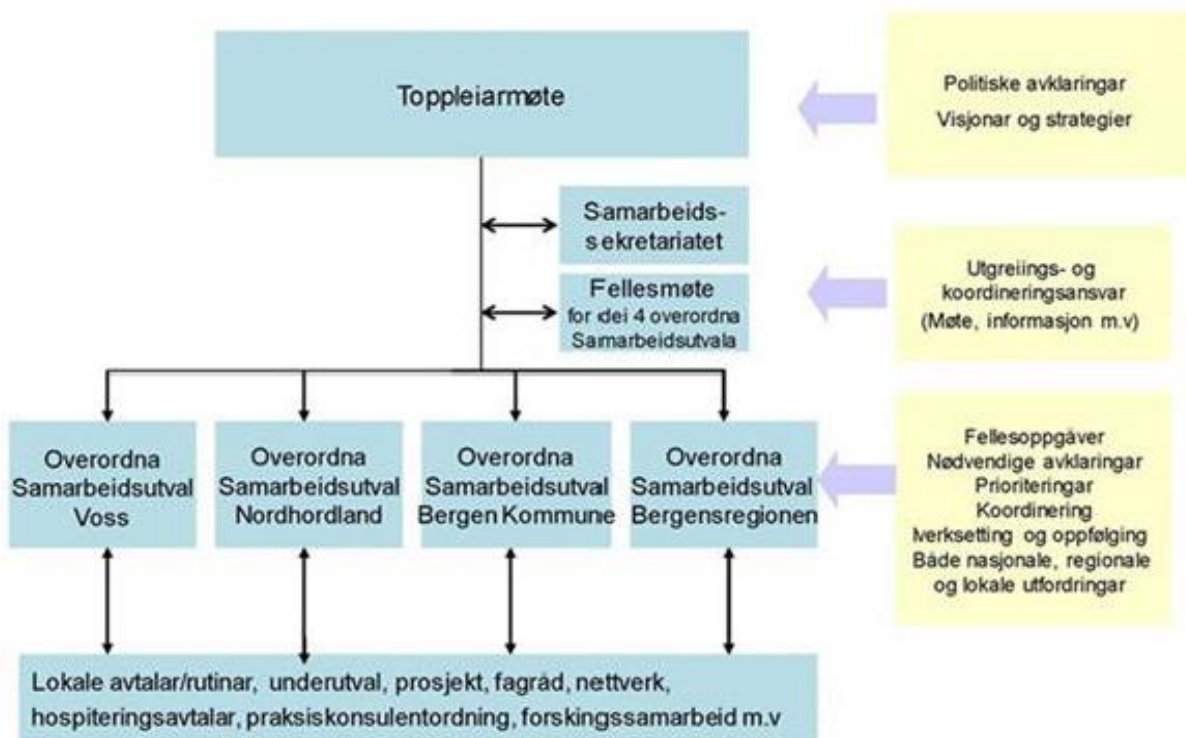 Toppleiarmøte
Politiske avklaringar
Visjonar og strategier
Samarbeids-
sekretariatet
Fellesmøte
for dei 4 overordna
Samarbeidsutvala
Utgreiings- og
koordineringsansvar
(Møte, informasjon m.v)
Overordna
Samarbeidsutval
Voss
Overordna
Samarbeidsutval
Nordhordland
Overordna
Samarbeidsutval
Bergen Kommune
Overordna
Samarbeidsutval
Bergensregionen
Fellesoppgåver
Nødvendige avklaringar
Prioriteringar
Koordinering
Iverksetting og oppfølging
Både nasjonale, regionale
og lokale utfordringar
Lokale avtalar/rutinar, underutval, prosjekt, fagråd, nettverk,
hospiteringsavtalar, praksiskonsulentordning, forskingssamarbeid m.v